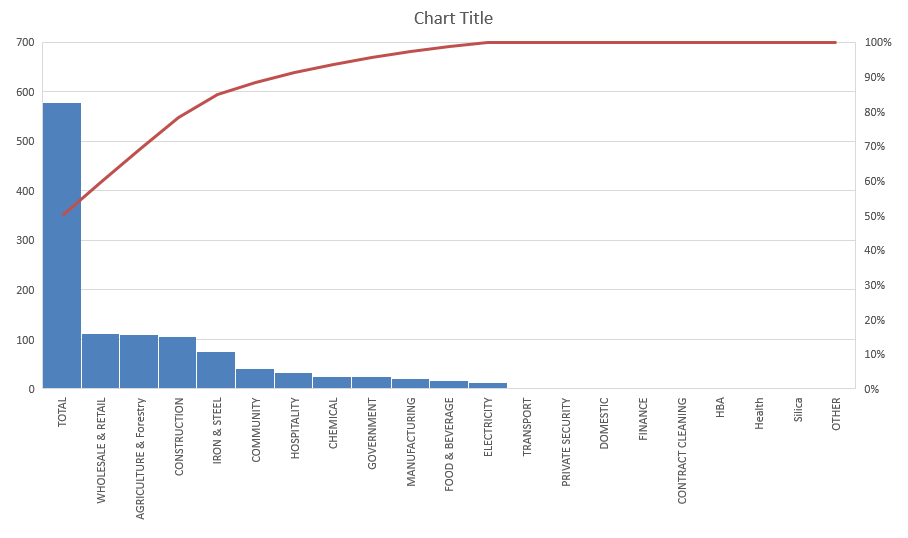 Chart Title
700
600
500
400
300
200
100
0
100%
90%
80%
70%
60%
50%
40%
30%
20%
10%
0%
TOTAL
WHOLESALE & RETAIL
AGRICULTURE & Forestry
CONSTRUCTION
IRON & STEEL
COMMUNITY
HOSPITALITY
CHEMICAL
GOVERNMENT
MANUFACTURING
FOOD & BEVERAGE
ELECTRICITY
TRANSPORT
PRIVATE SECURITY
DOMESTIC
FINANCE
CONTRACT CLEANING
HBA
Health
Silica
OTHER